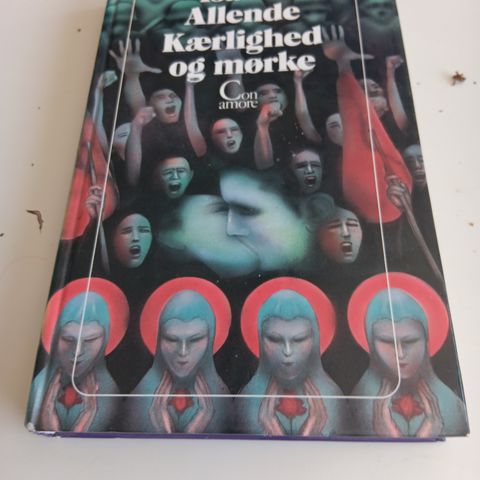 Allende
Kærlighed
og mørke
Con
amore